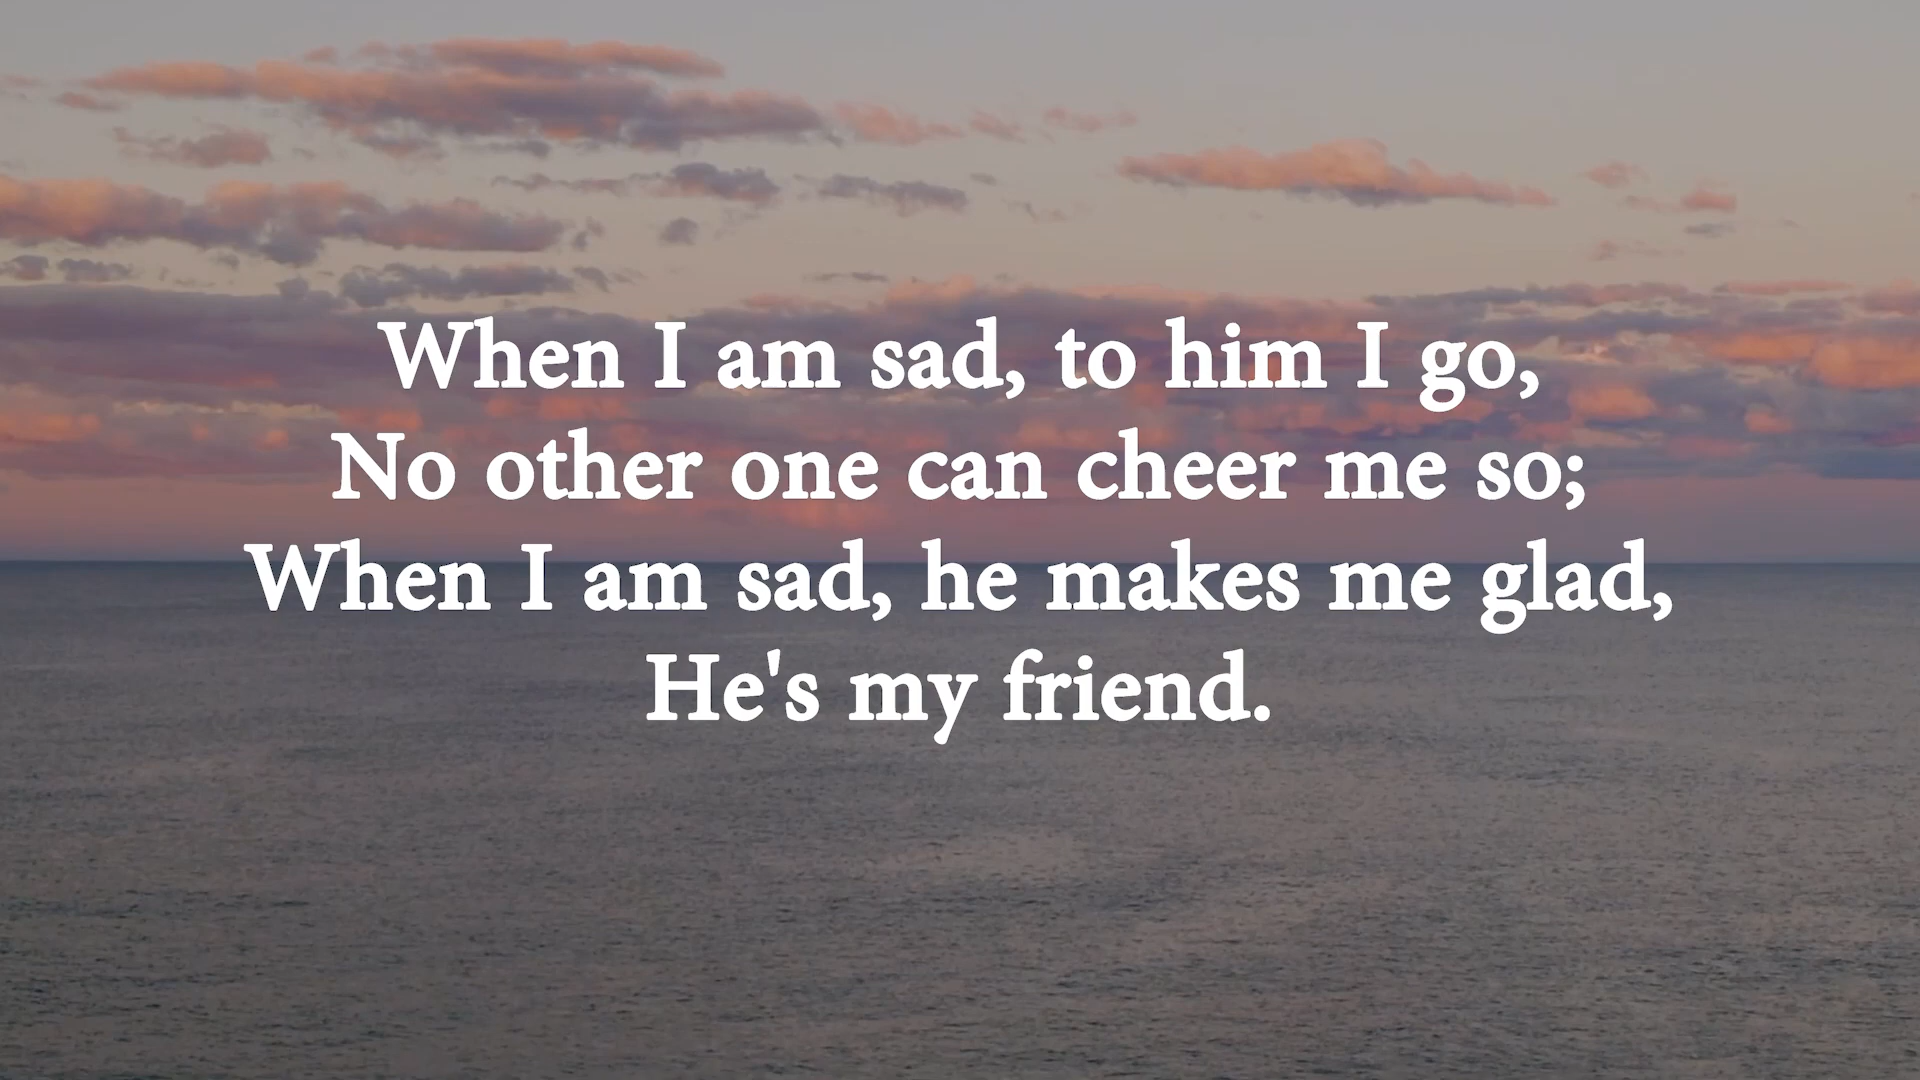 When I am sad, to him I go,
No other one can cheer me so;
When I am sad, he makes me glad,
He's my friend.